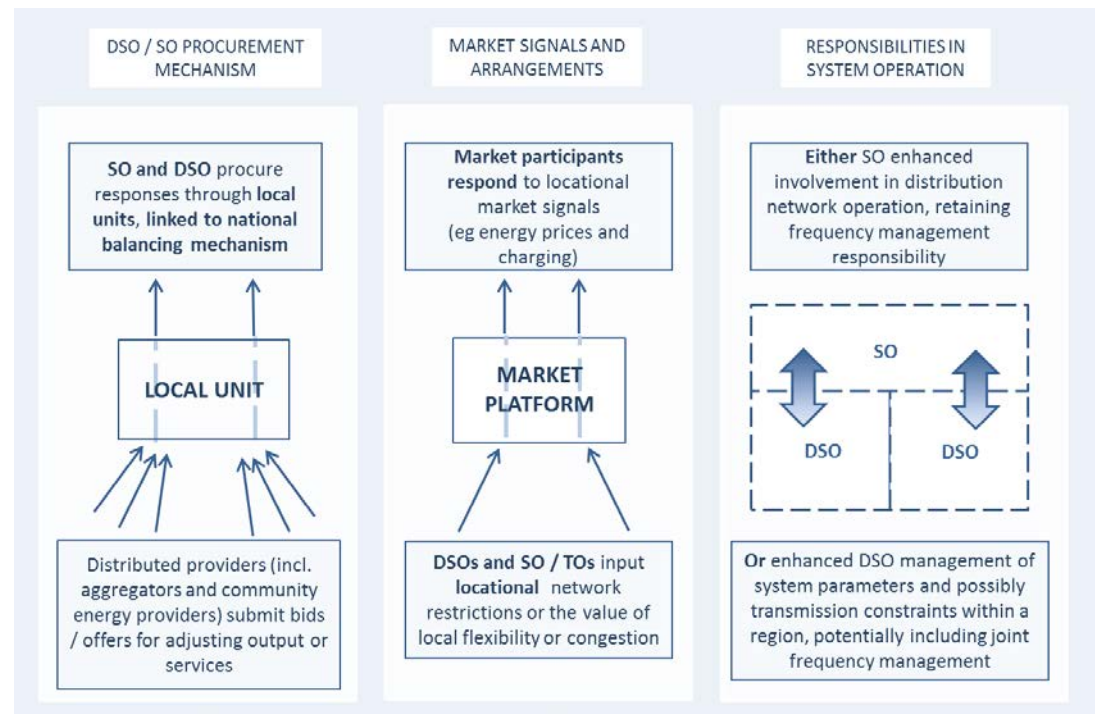 DSO / SO PROCUREMENT
MECHANISM
SO and DSO procure
responses through local
units, linked to national
balancing mechanism
LOCAL UNIT
Distributed providers (incl.
aggregators and community
energy providers) submit bids
/ offers for adjusting output or
services
MARKET SIGNALS AND
ARRANGEMENTS
Market participants
respond to locational
market signals
(eg energy prices and
charging)
MARKET
PLATFORM
DSOs and SO / TOs input
locational network
restrictions or the value of
local flexibility or congestion
RESPONSIBILITIES IN
SYSTEM OPERATION
Either SO enhanced
involvement in distribution
network operation, retaining
frequency management
responsibility
SO
DSO
DSO
Or enhanced DSO management of
system parameters and possibly
transmission constraints within a
region, potentially including joint
frequency management